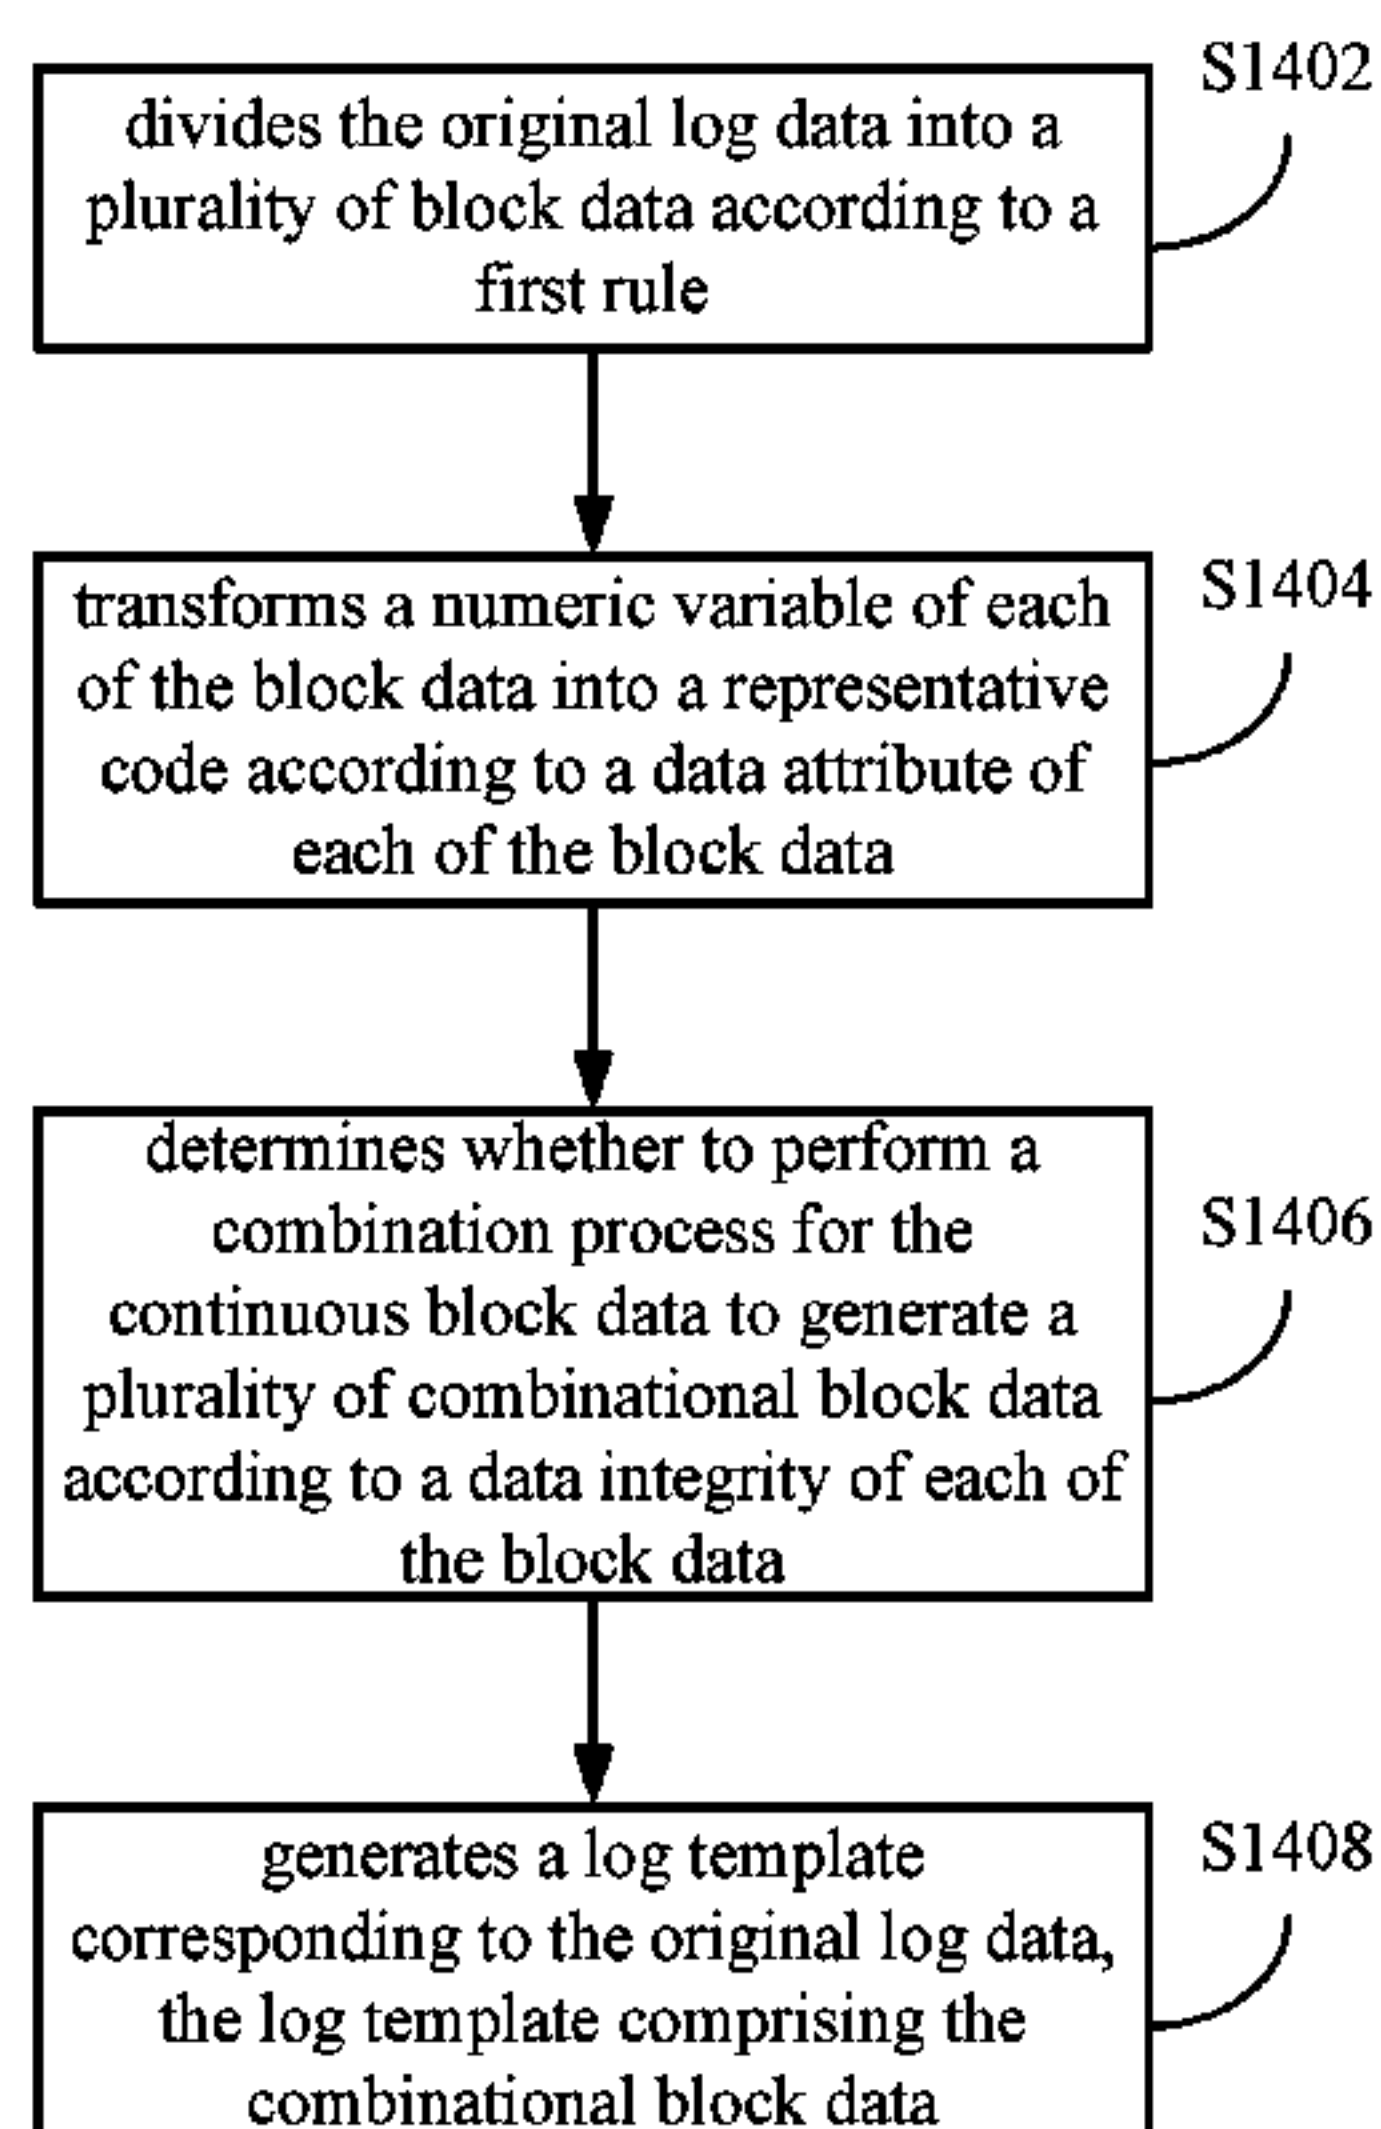 S1402
divides the original log data into a
plurality of block data according to a
first rule
S1404
transforms a numeric variable of each
of the block data into a representative
code according to a data attribute of
each of the block data
determines whether to perform a
combination process for the
S1406
continuous block data to generate a
plurality of combinational block data
according to a data integrity of each of
the block data
S1408
generates a log template
corresponding to the original log data,
the log template comprising the
combinational block data